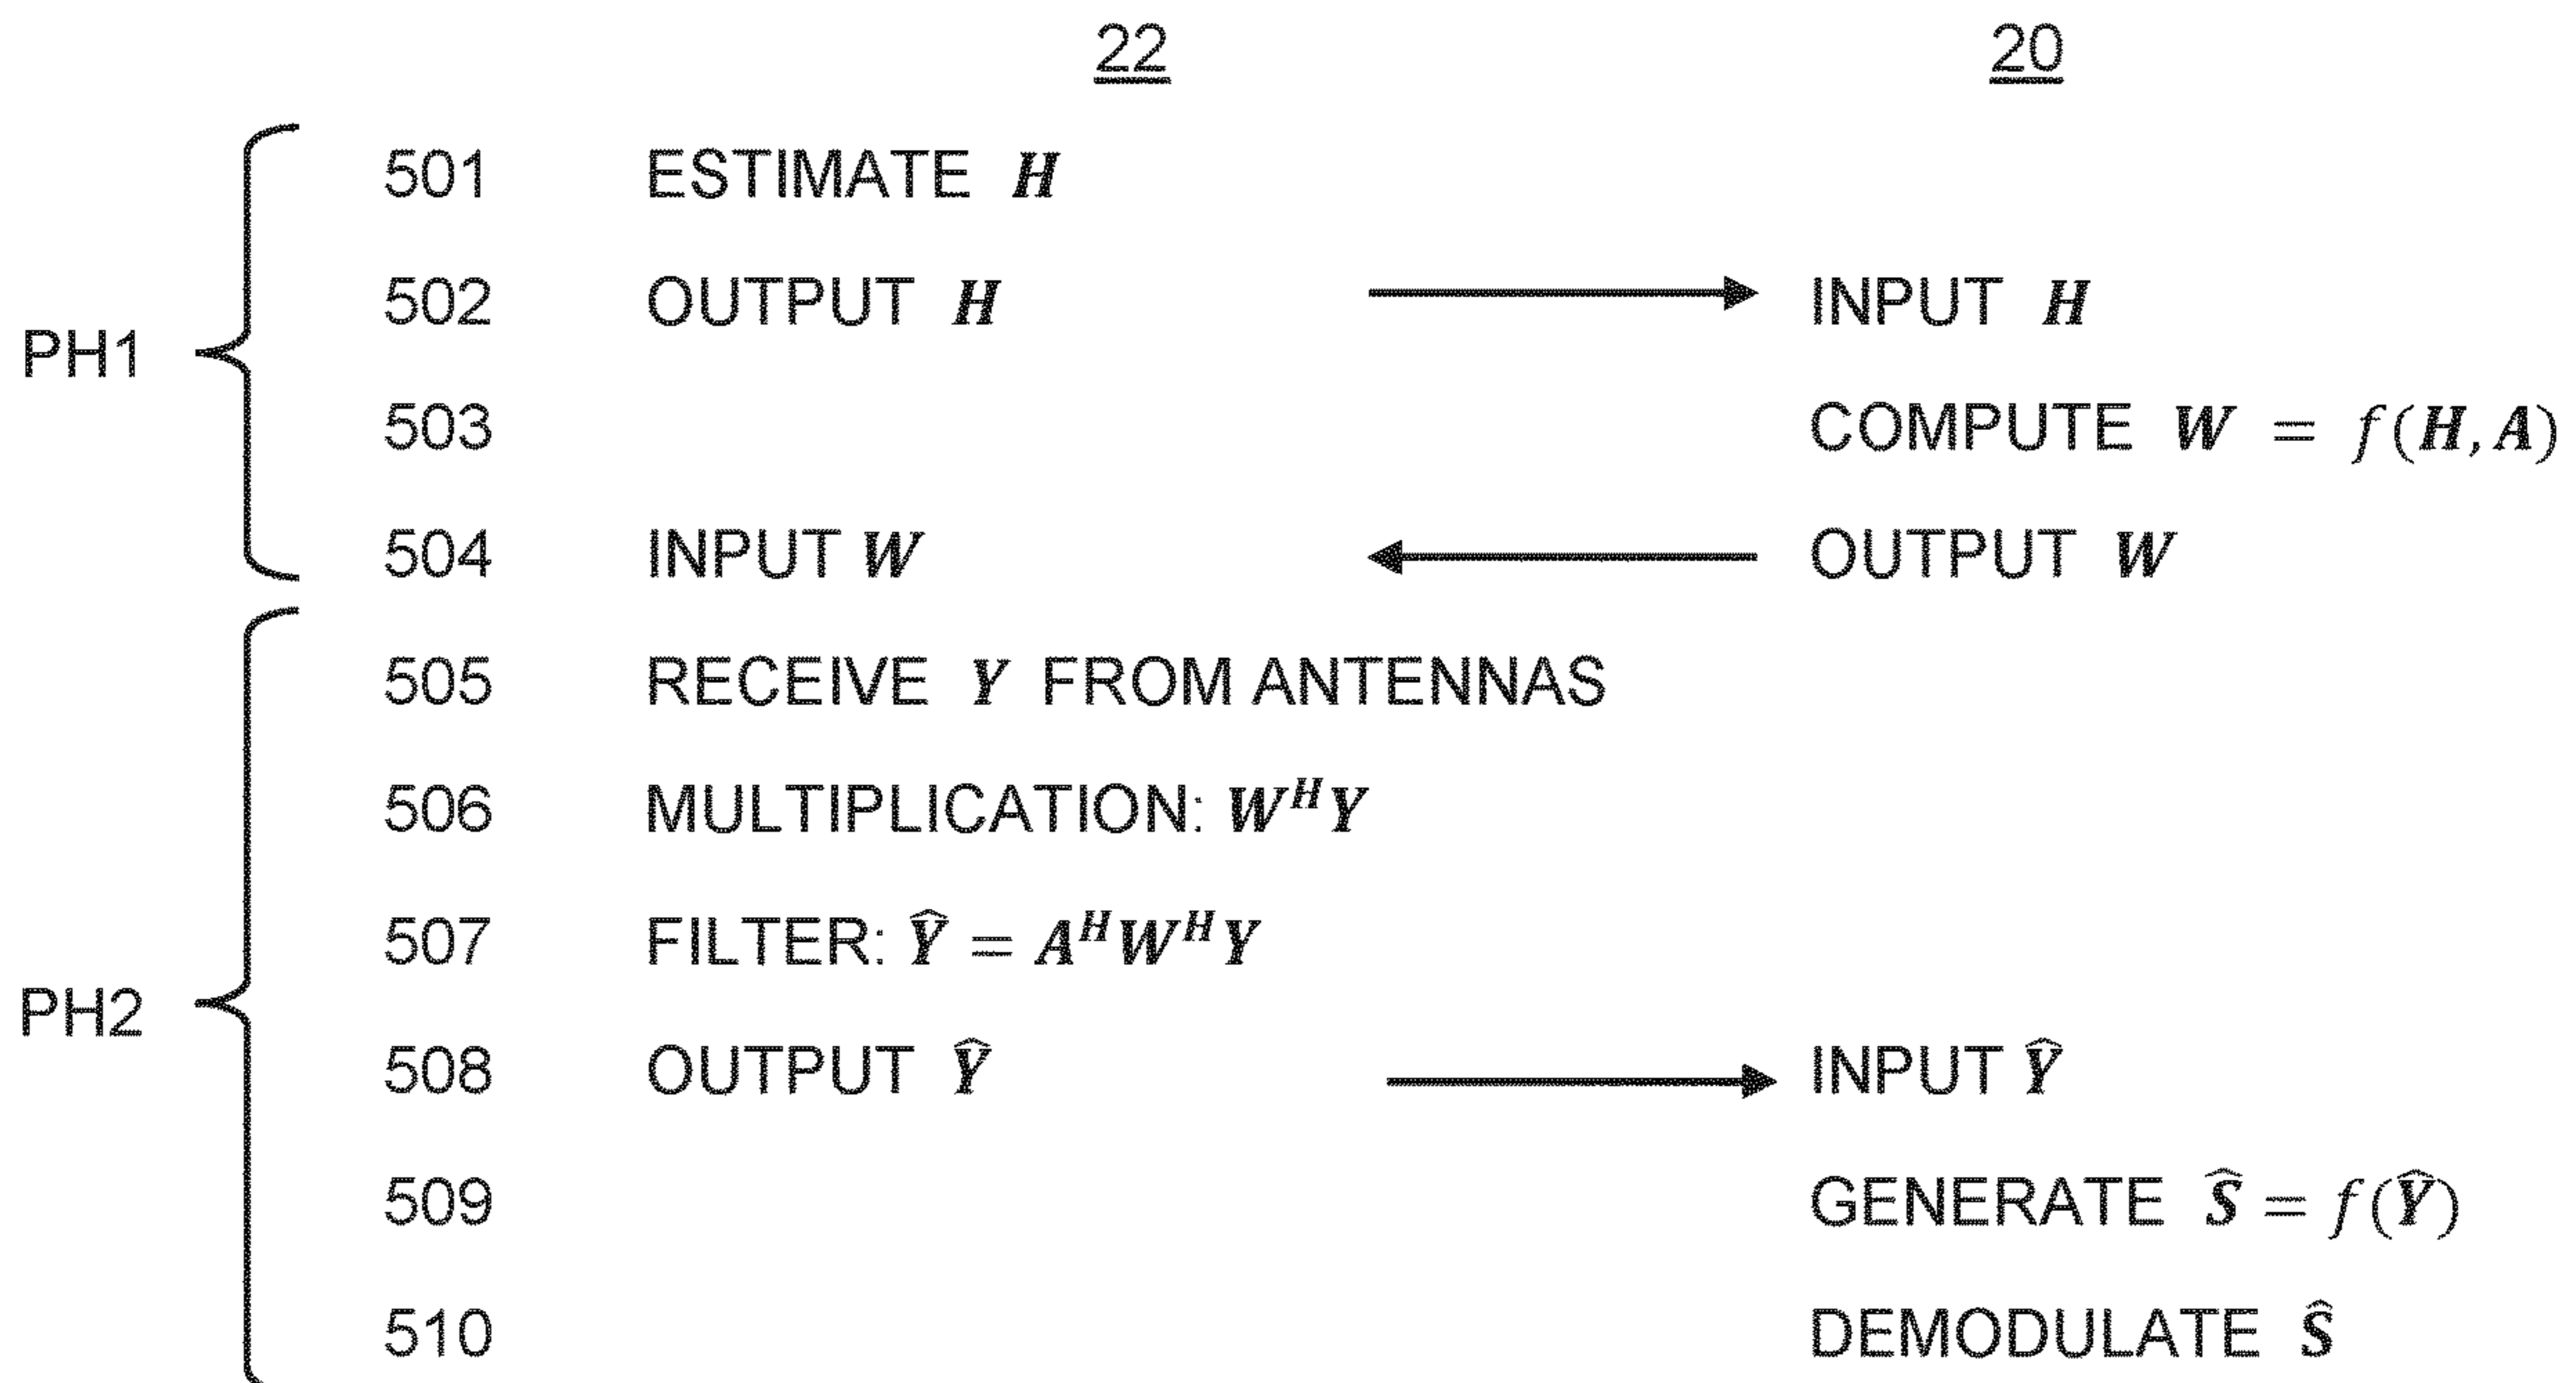 22 20
501 ESTIMATE H
502 OUTPUT H INPUT H
PH1
503 COMPUTE W = f(H, A)
504 INPUT W OUTPUT W
505 RECEIVE Y FROM ANTENNAS
506 MULTIPLICATION: W^H Y
507 FILTER: Ŷ = A^H W^H Y
PH2
508 OUTPUT Ŷ INPUT Ŷ
509 GENERATE Ŝ = f(Ŷ)
510 DEMODULATE Ŝ